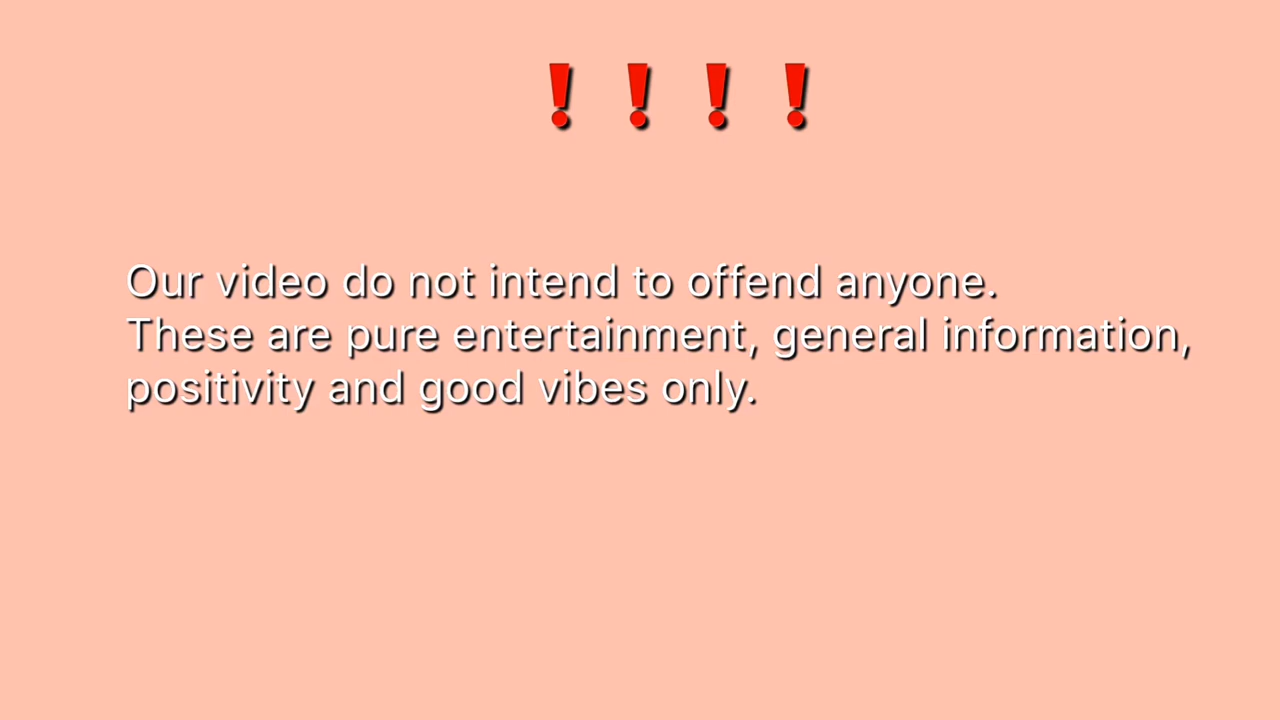 ❗❗❗❗
Our video do not intend to offend anyone.
These are pure entertainment, general information,
positivity and good vibes only.